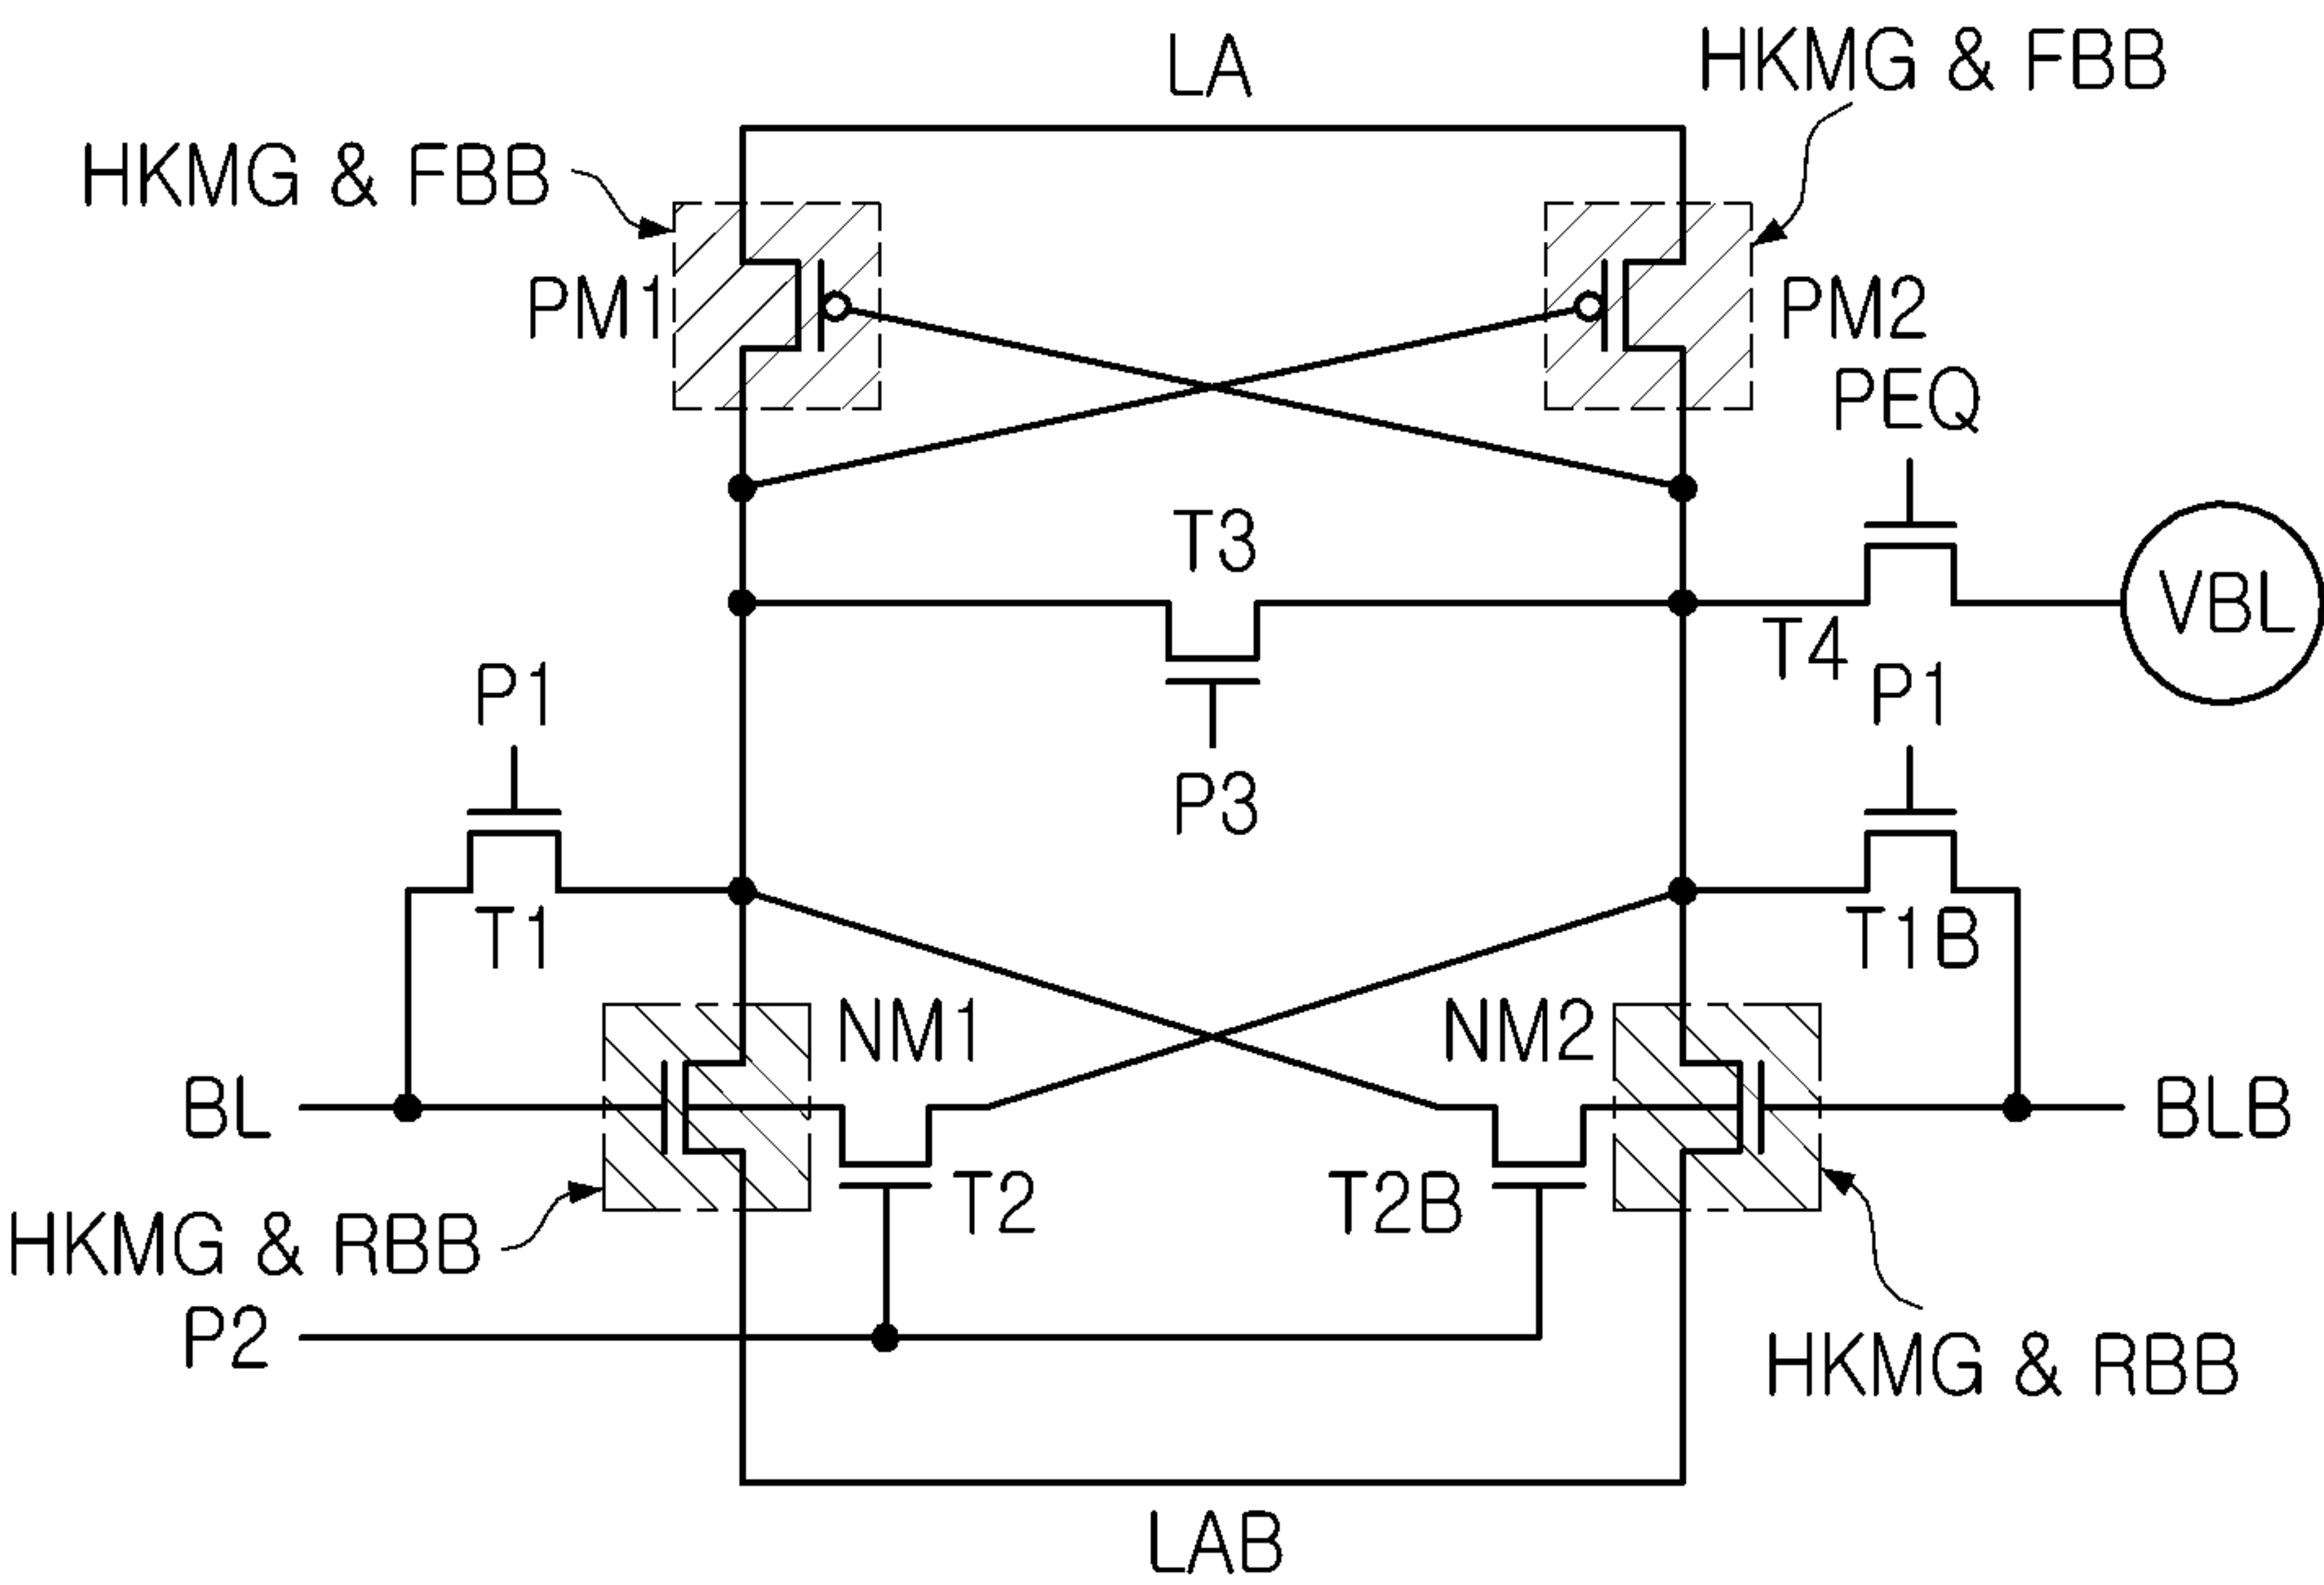 LA
HKMG & FBB
HKMG & FBB
PM1
PM2
PEQ
T3
VBL
T4
P1
P1
P3
T1
T1B
NM1
NM2
BL
BLB
T2
T2B
HKMG & RBB
P2
HKMG & RBB
LAB